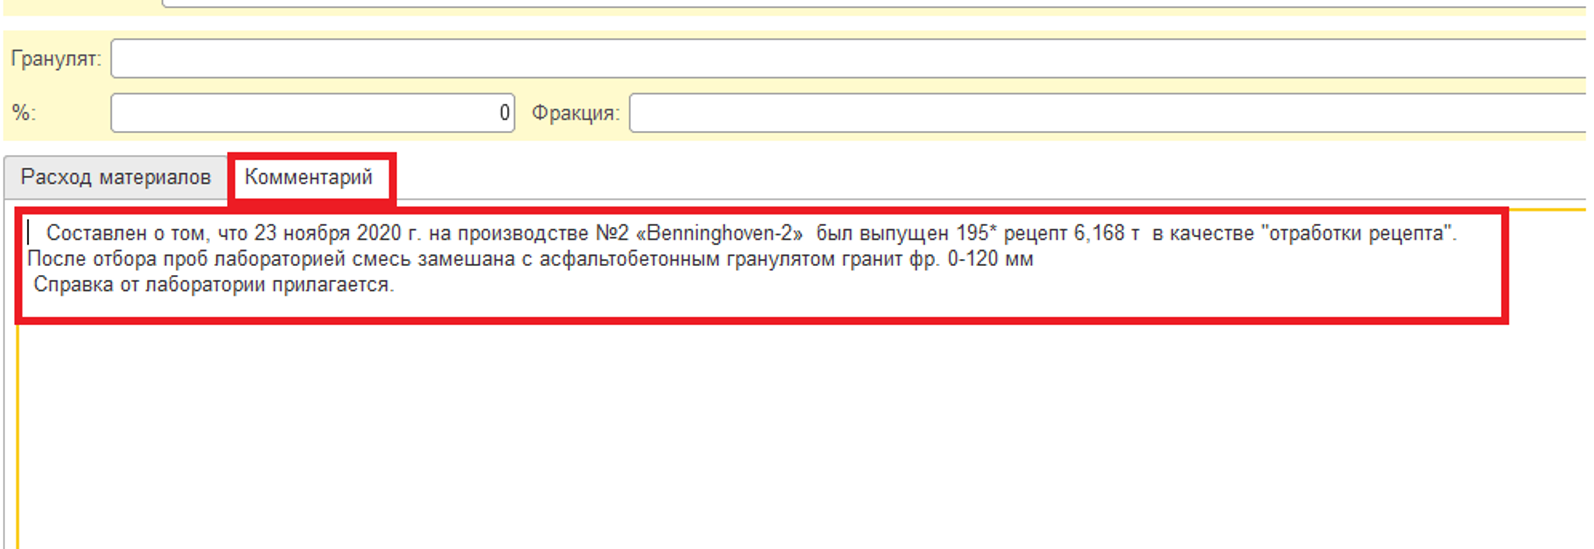 Гранулят:
%: 0 Фракция:
Расход материалов Комментарий
Составлен о том, что 23 ноября 2020 г. на производстве №2 «Benninghoven-2»  был выпущен 195* рецепт 6,168 т  в качестве "отработки рецепта".
После отбора проб лабораторией смесь замешана с асфальтобетонным гранулятом гранит фр. 0-120 мм
Справка от лаборатории прилагается.